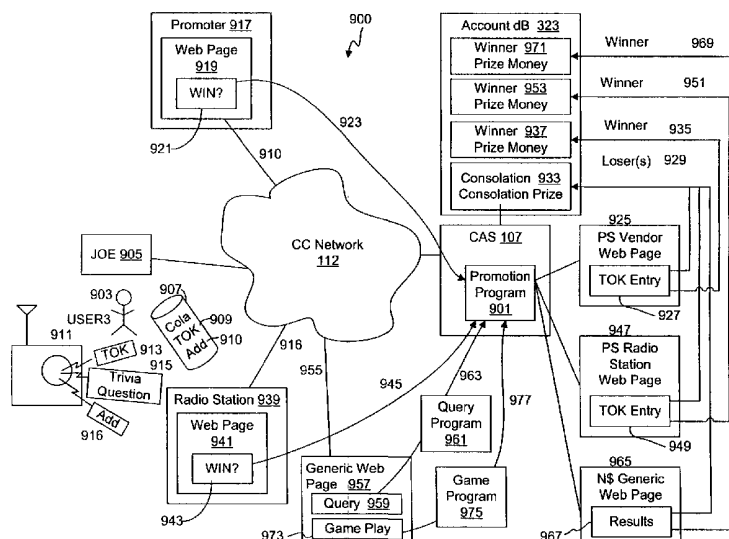 900
Promoter 917
Web Page
919
WIN?
921
923
910
Account dB 323
Winner 971
Prize Money
Winner 953
Prize Money
Winner 937
Prize Money
Consolation 933
Consolation Prize
Winner 969
Winner 951
Winner 935
Loser(s) 929
CC Network
112
CAS 107
Promotion
Program
901
925
PS Vendor
Web Page
TOK Entry
927
JOE 905
903
USER3
907
Cola
TOK
Add
909
910
911
TOK
913
Trivia
Question
915
Add
916
916
955
945
963
977
947
PS Radio
Station
Web Page
TOK Entry
949
Radio Station 939
Web Page
941
WIN?
943
Query
Program
961
Generic Web
Page 957
Query 959
Game Play
973
Game
Program
975
965
N$ Generic
Web Page
Results
967